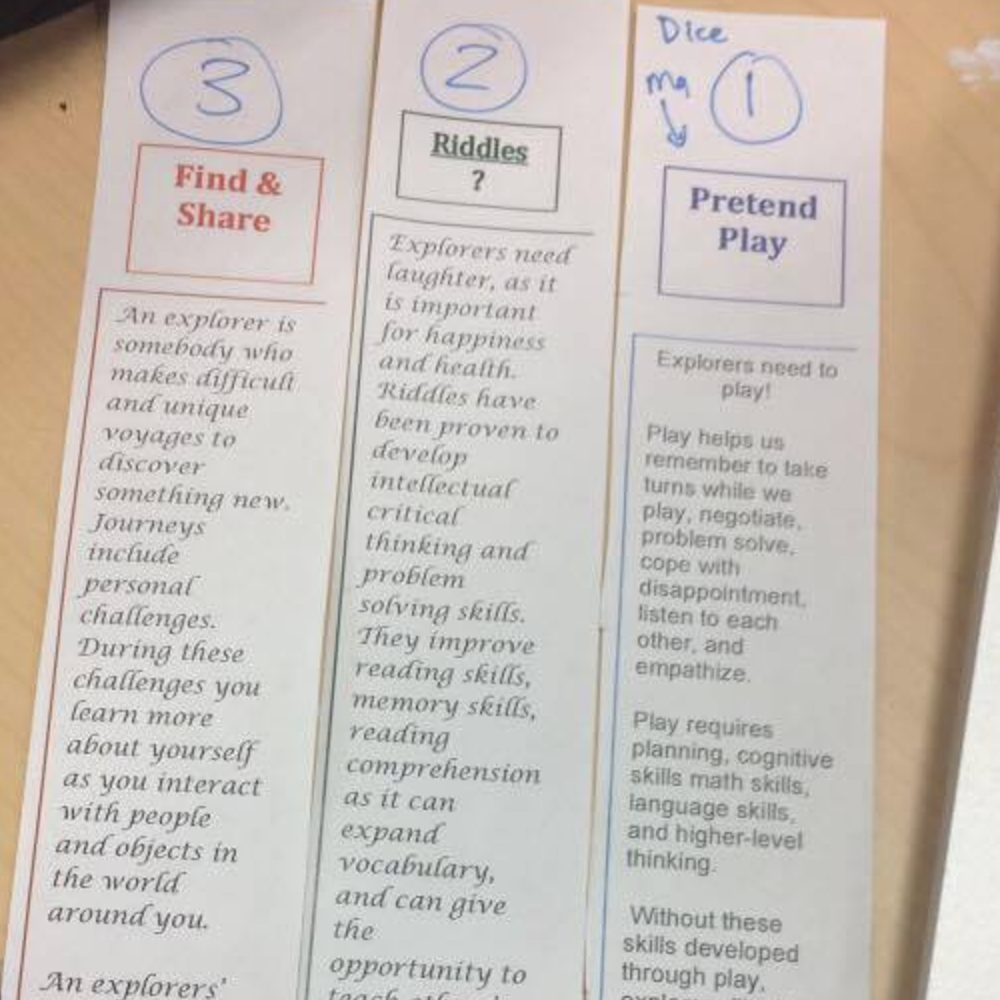 3
Find &
Share
An explorer is
somebody who
makes difficult
and unique
voyages to
discover
something new.
Journeys
include
personal
challenges.
During these
challenges you
learn more
about yourself
as you interact
with people
and objects in
the world
around you.
An explorers'
2
Riddles
?
Explorers need
laughter, as it
is important
for happiness
and health.
Riddles have
been proven to
develop
intellectual
critical
thinking and
problem
solving skills.
They improve
reading skills,
memory skills,
reading
comprehension
as it can
expand
vocabulary,
and can give
the
opportunity to
Dice
1
Pretend
Play
Explorers need to
play!
Play helps us
remember to take
turns while we
play, negotiate,
problem solve,
cope with
disappointment,
listen to each
other, and
empathize.
Play requires
planning, cognitive
skills math skills,
language skills,
and higher-level
thinking.
Without these
skills developed
through play,